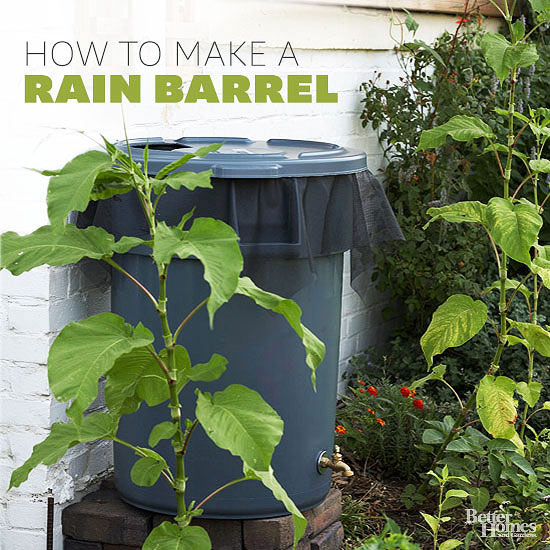 HOW TO MAKE A
RAIN BARREL
Better
Homes
and Gardens